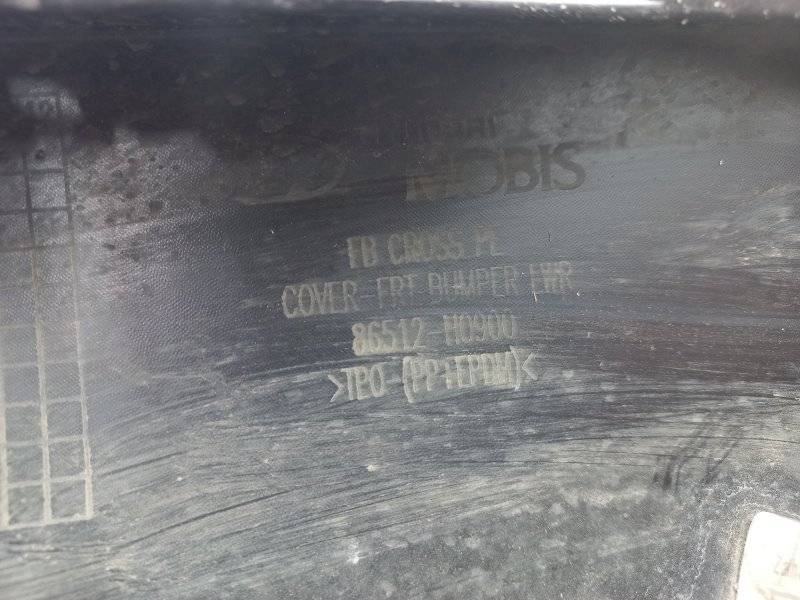 MOBIS
FB CROSS PE
COVER-FRT BUMPER LWR
86512-H0900
>TPO-(PP+EPDM)<